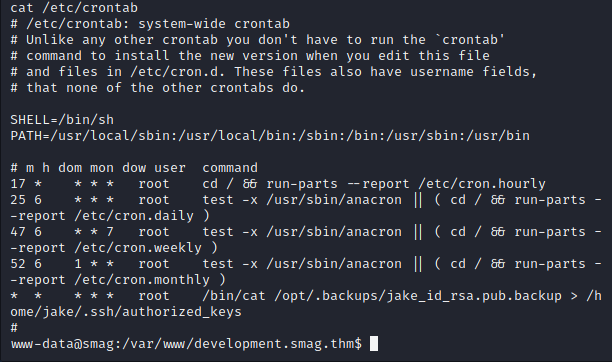 cat /etc/crontab
# /etc/crontab: system-wide crontab
# Unlike any other crontab you don't have to run the `crontab'
# command to install the new version when you edit this file
# and files in /etc/cron.d. These files also have username fields,
# that none of the other crontabs do.

SHELL=/bin/sh
PATH=/usr/local/sbin:/usr/local/bin:/sbin:/bin:/usr/sbin:/usr/bin

# m h dom mon dow user  command
17 *    * * *   root    cd / && run-parts --report /etc/cron.hourly
25 6    * * *   root    test -x /usr/sbin/anacron || ( cd / && run-parts -
-report /etc/cron.daily )
47 6    * * 7   root    test -x /usr/sbin/anacron || ( cd / && run-parts -
-report /etc/cron.weekly )
52 6    1 * *   root    test -x /usr/sbin/anacron || ( cd / && run-parts -
-report /etc/cron.monthly )
*  *    * * *   root    /bin/cat /opt/.backups/jake_id_rsa.pub.backup > /h
ome/jake/.ssh/authorized_keys
#
www-data@smag:/var/www/development.smag.thm$